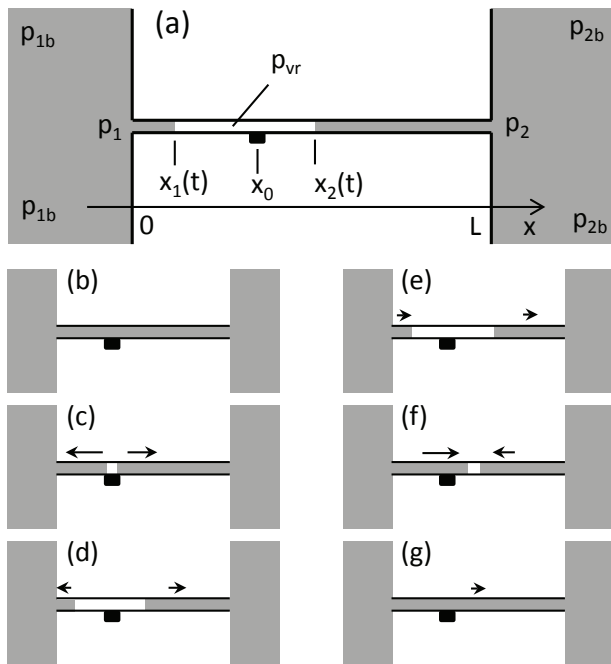 (a)
p1b p2b
pvr
p1 p2
x1(t) x0 x2(t)
p1b p2b
0 L x
(b) (e)
(c) (f)
(d) (g)